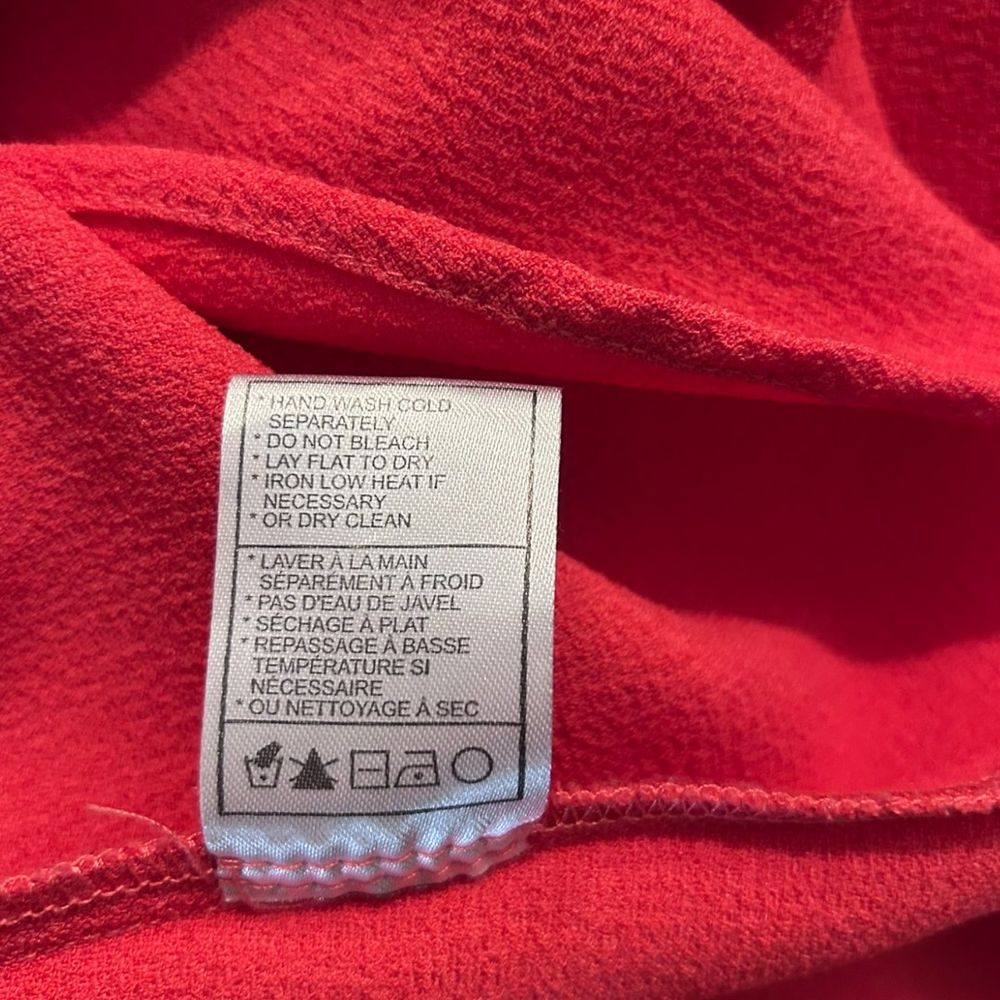 * HAND WASH COLD
SEPARATELY
* DO NOT BLEACH
* LAY FLAT TO DRY
* IRON LOW HEAT IF
NECESSARY
* OR DRY CLEAN
* LAVER À LA MAIN
SÉPARÉMENT À FROID
* PAS D'EAU DE JAVEL
* SÉCHAGE À PLAT
* REPASSAGE À BASSE
TEMPÉRATURE SI
NÉCESSAIRE
* OU NETTOYAGE À SEC